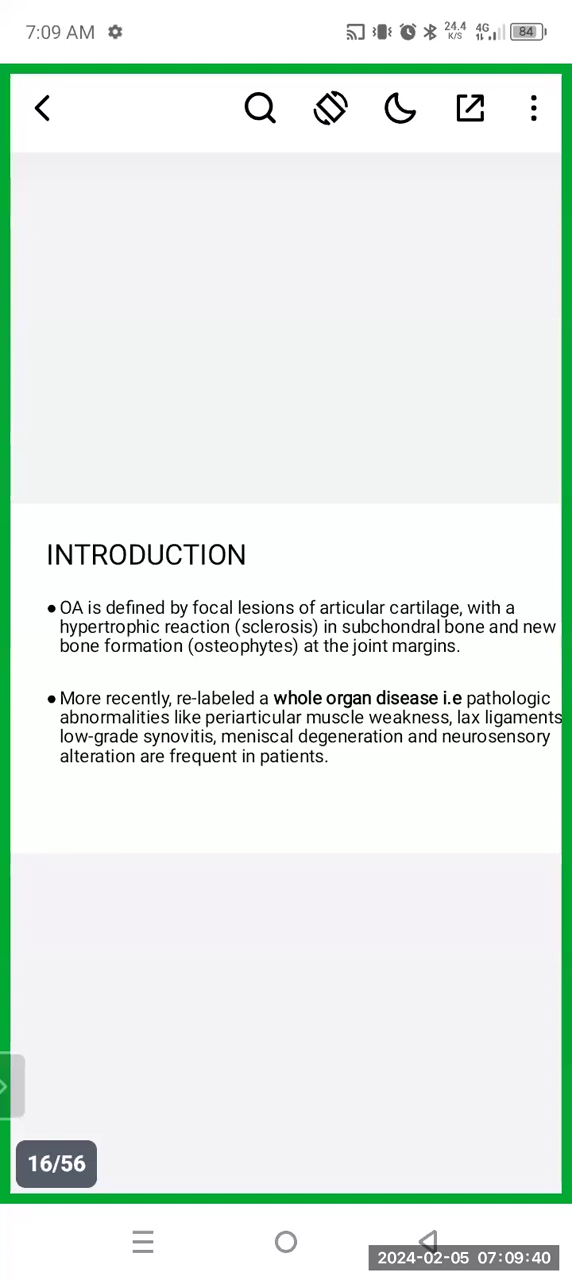 7:09 AM
24.4
K/S
4G
84
INTRODUCTION
● OA is defined by focal lesions of articular cartilage, with a
hypertrophic reaction (sclerosis) in subchondral bone and new
bone formation (osteophytes) at the joint margins.
● More recently, re-labeled a whole organ disease i.e pathologic
abnormalities like periarticular muscle weakness, lax ligaments
low-grade synovitis, meniscal degeneration and neurosensory
alteration are frequent in patients.
16/56
2024-02-05 07:09:40